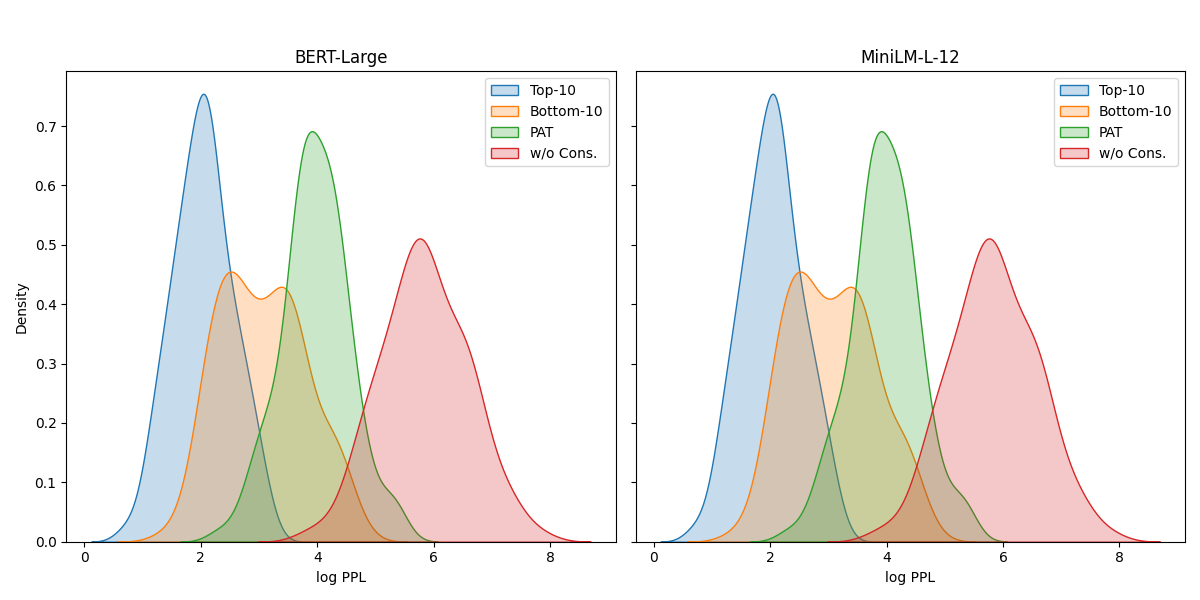 BERT-Large
Top-10
Bottom-10
PAT
w/o Cons.
Density
0.7
0.6
0.5
0.4
0.3
0.2
0.1
0.0
0 2 4 6 8
log PPL
MiniLM-L-12
Top-10
Bottom-10
PAT
w/o Cons.
0 2 4 6 8
log PPL